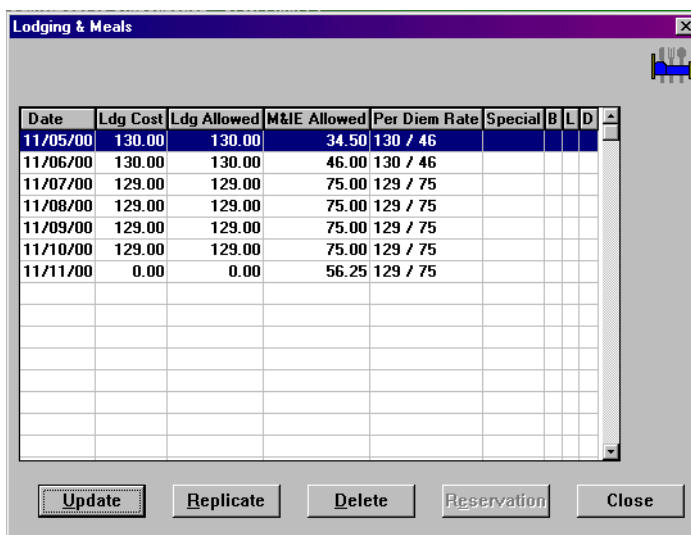 Lodging & Meals
Date Ldg Cost Ldg Allowed M&IE Allowed Per Diem Rate Special B L D
11/05/00 130.00 130.00 34.50 130 / 46
11/06/00 130.00 130.00 46.00 130 / 46
11/07/00 129.00 129.00 75.00 129 / 75
11/08/00 129.00 129.00 75.00 129 / 75
11/09/00 129.00 129.00 75.00 129 / 75
11/10/00 129.00 129.00 75.00 129 / 75
11/11/00 0.00 0.00 56.25 129 / 75
Update Replicate Delete Reservation Close